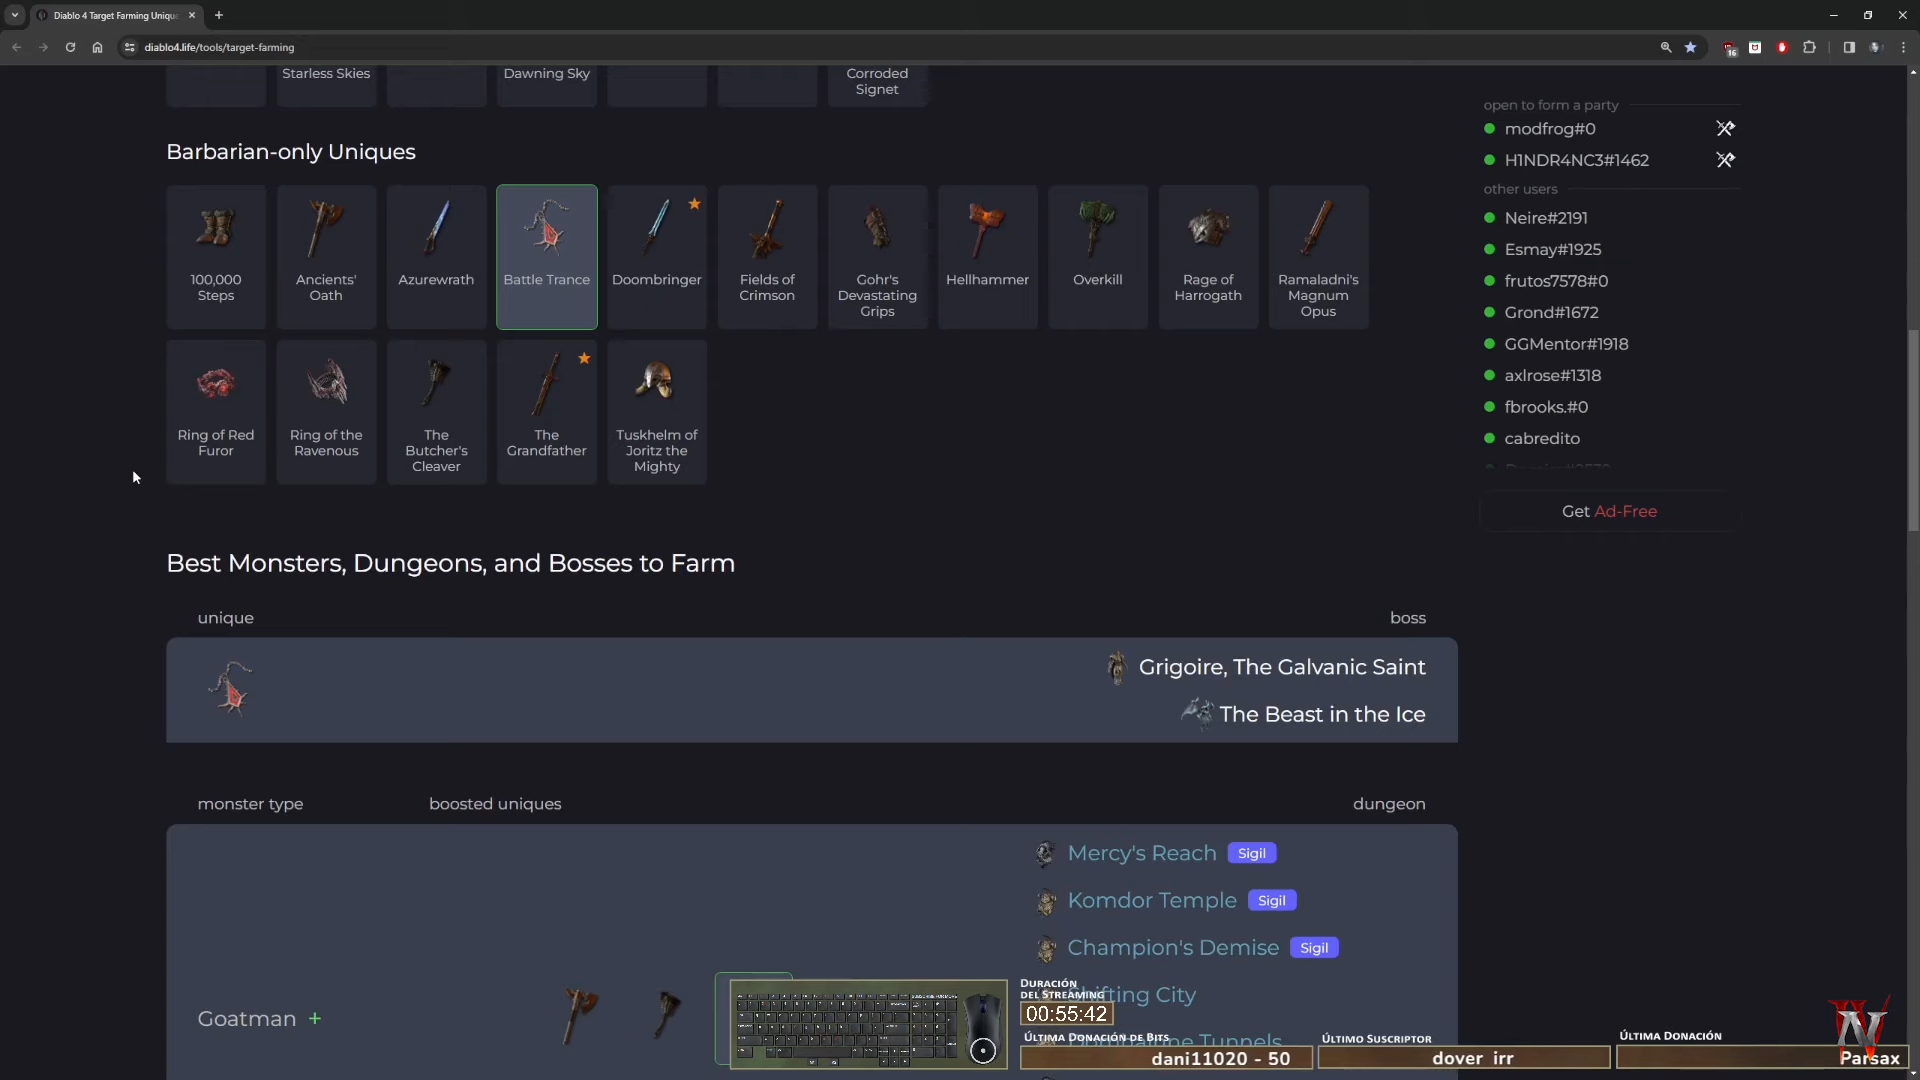 Diablo 4 Target Farming Uniqu
diablo4.life/tools/target-farming
16
Starless Skies
Dawning Sky
Corroded
Signet
Barbarian-only Uniques
100,000
Steps
Ancients'
Oath
Azurewrath
Battle Trance
Doombringer
Fields of
Crimson
Gohr's
Devastating
Grips
Hellhammer
Overkill
Rage of
Harrogath
Ramaladni's
Magnum
Opus
Ring of Red
Furor
Ring of the
Ravenous
The
Butcher's
Cleaver
The
Grandfather
Tuskhelm of
Joritz the
Mighty
Best Monsters, Dungeons, and Bosses to Farm
unique
boss
Grigoire, The Galvanic Saint
The Beast in the Ice
monster type
boosted uniques
dungeon
Mercy's Reach Sigil
Komdor Temple Sigil
Champion's Demise Sigil
Shifting City
Tunnels
Goatman +
open to form a party
modfrog#0
H1NDR4NC3#1462
other users
Neire#2191
Esmay#1925
frutos7578#0
Grond#1672
GGMentor#1918
axlrose#1318
fbrooks.#0
cabredito
Get Ad-Free
Duración
del Streaming
00:55:42
Última Donación de Bits
dani11020 - 50
Último Suscriptor
dover_irr
Última Donación
Parsax